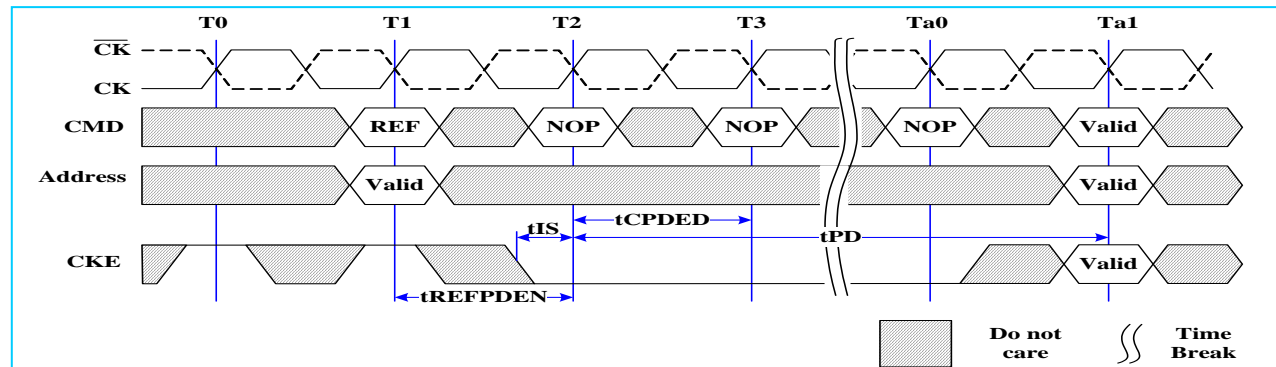 T0 T1 T2 T3 Ta0 Ta1
CK
CK
CMD REF NOP NOP NOP Valid
Address Valid Valid
tCPDED
tIS
tPD
CKE Valid
tREFPDEN
Do not care
Time Break